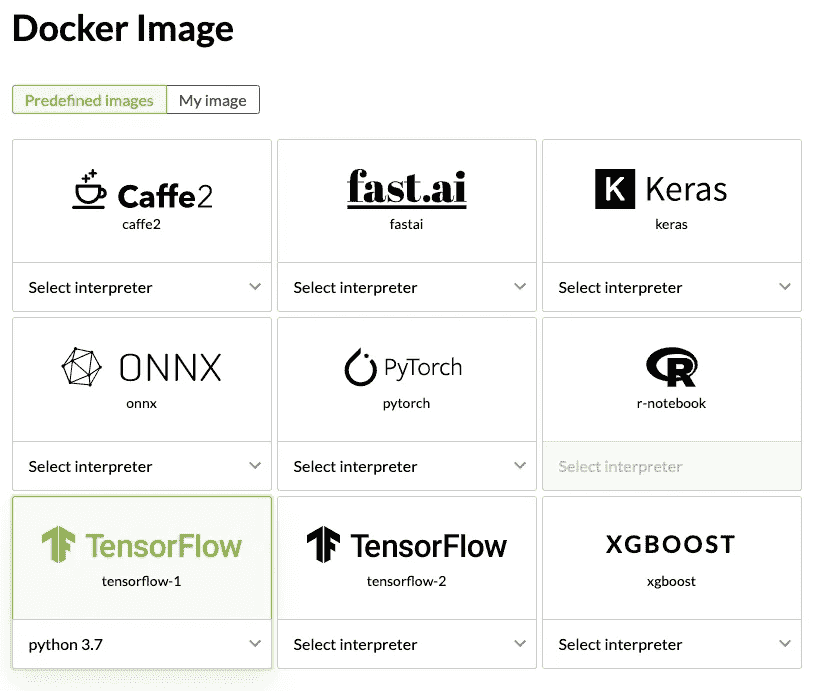 Docker Image
Predefined images My image
Caffe2 fast.ai K Keras
caffe2 fastai keras
Select interpreter Select interpreter Select interpreter
ONNX PyTorch R
onnx pytorch r-notebook
Select interpreter Select interpreter Select interpreter
TensorFlow TensorFlow XGBOOST
tensorflow-1 tensorflow-2 xgboost
python 3.7 Select interpreter Select interpreter